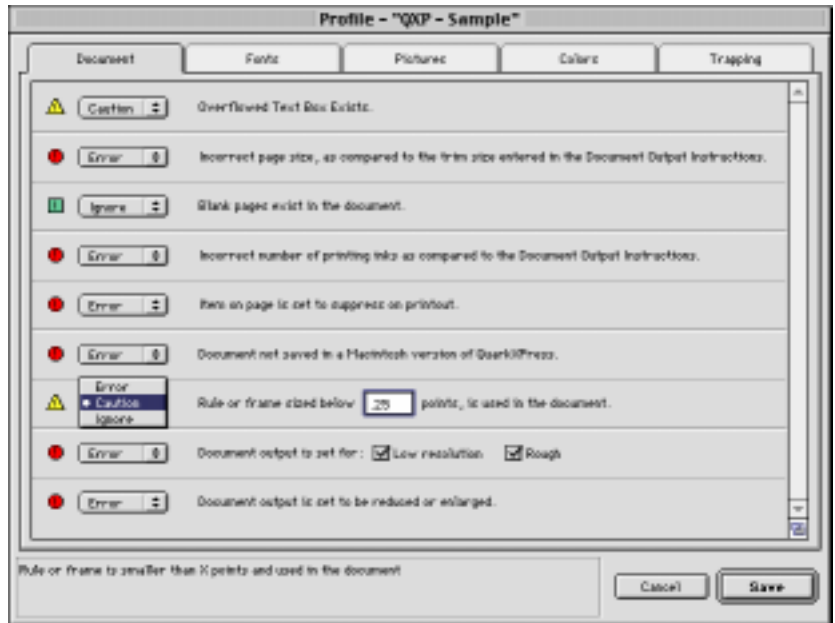 Profile - "QXP - Sample"
Document Fonts Pictures Colors Trapping
Caution Overflowed Text Box Exists.
Error Incorrect page size, as compared to the trim size entered in the Document Output Instructions.
Ignore Blank pages exist in the document.
Error Incorrect number of printing inks as compared to the Document Output Instructions.
Error Item on page is set to suppress on printout.
Error Document not saved in a Macintosh version of QuarkXPress.
Error
Caution Rule or frame sized below .25 points, is used in the document.
Ignore
Error Document output is set for: Low resolution Rough
Error Document output is set to be reduced or enlarged.
Rule or frame is smaller than X points and used in the document
Cancel Save